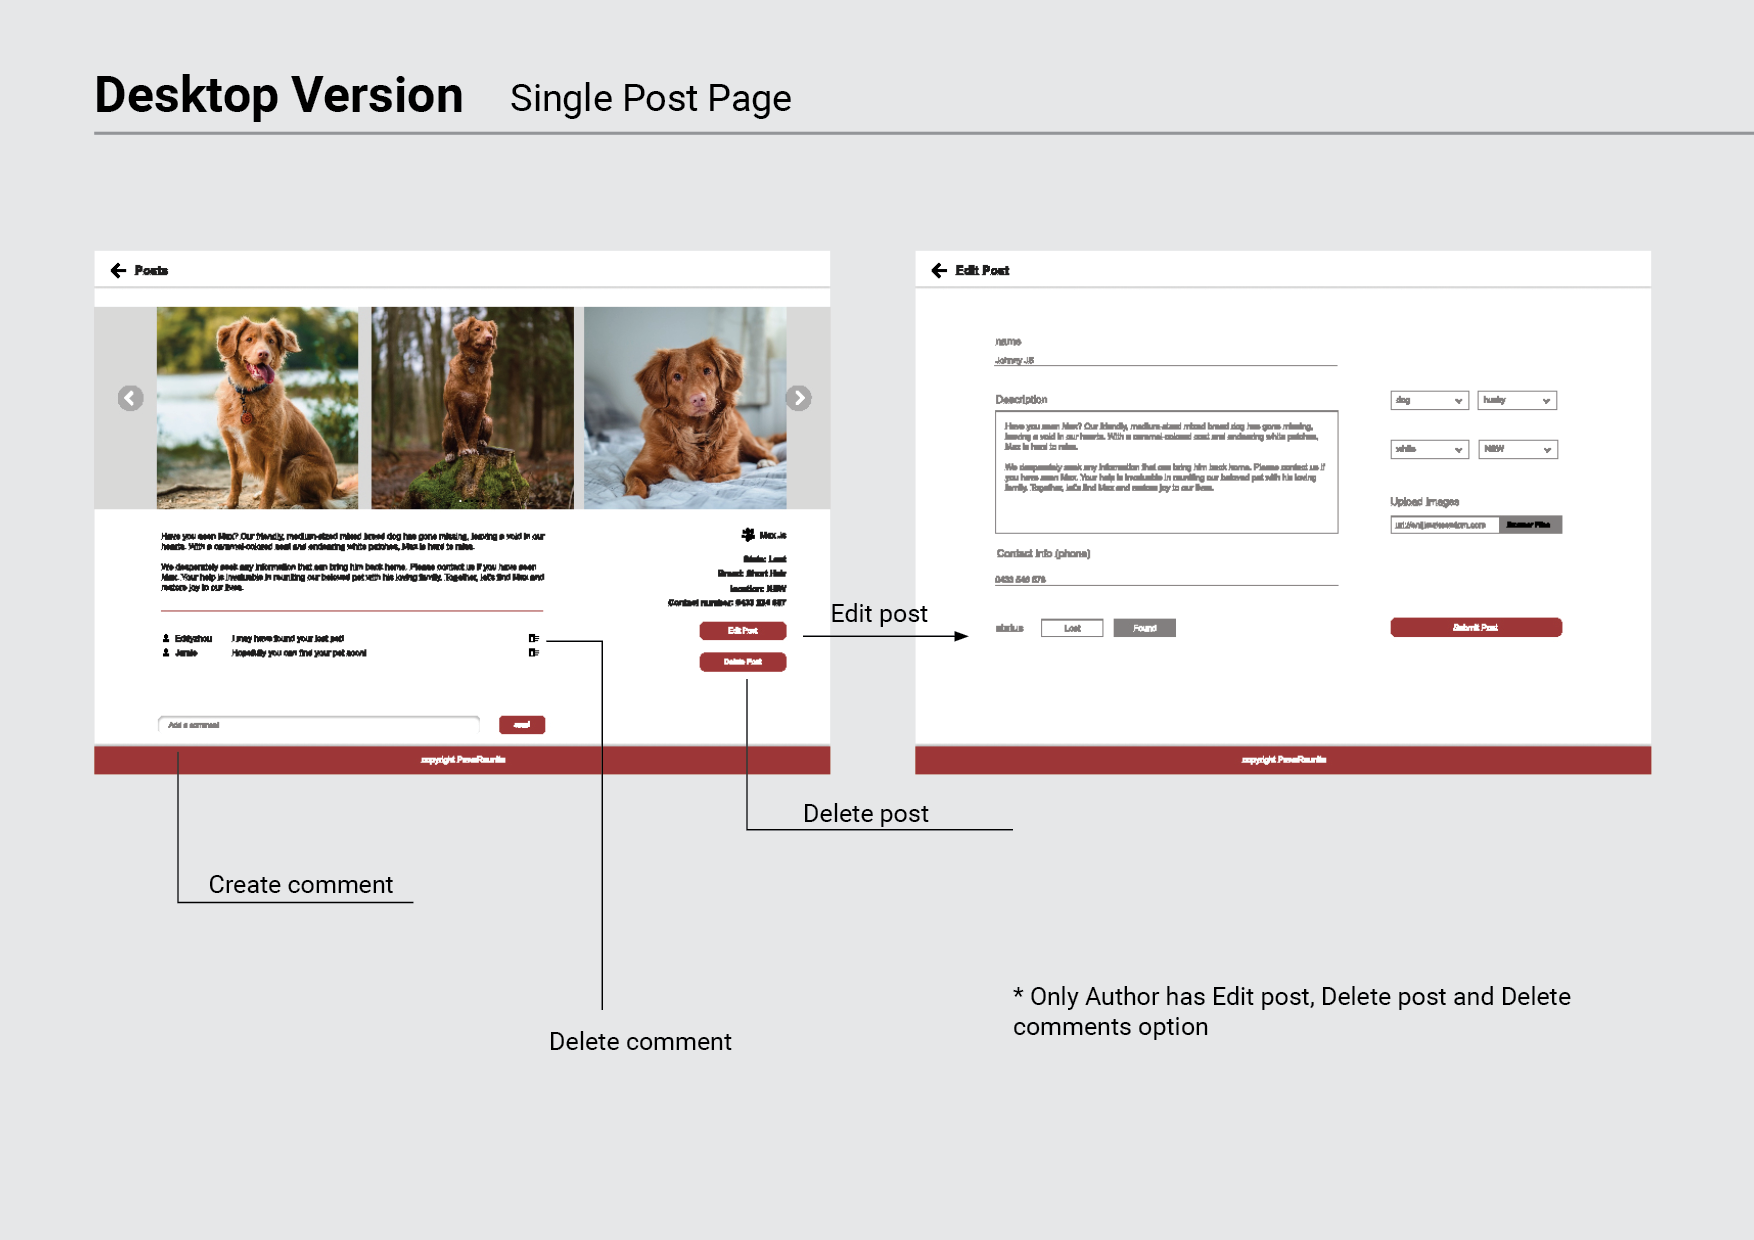 Desktop Version Single Post Page
Posts
Have you seen Max? Our friendly, medium-sized mixed breed dog has gone missing, leaving a void in our
hearts. With a caramel-colored coat and endearing white patches, Max is hard to miss.
We desperately seek any information that can bring him back home. Please contact us if you have seen
Max. Your help is invaluable in reuniting our beloved pet with his loving family. Together, let's find Max and
restore joy to our lives.
Max.Js
State: Lost
Breed: Short Hair
location: NSW
Contact number: 0433 234 687
Edit Post
Delete Post
Eddyzhou I may have found your lost pet!
Jamie Hopefully you can find your pet soon!
Add a comment
send
copyright PawsReunite
Edit post
Edit Post
name
Johney JS
Description
Have you seen Max? Our friendly, medium-sized mixed breed dog has gone missing,
leaving a void in our hearts. With a caramel-colored coat and endearing white patches,
Max is hard to miss.
We desperately seek any information that can bring him back home. Please contact us if
you have seen Max. Your help is invaluable in reuniting our beloved pet with his loving
family. Together, let's find Max and restore joy to our lives.
Contact info (phone)
0433 546 576
status Lost Found
dog husky
white NSW
Upload images
Browser Files
Submit Post
copyright PawsReunite
Delete post
Create comment
Delete comment
* Only Author has Edit post, Delete post and Delete
comments option